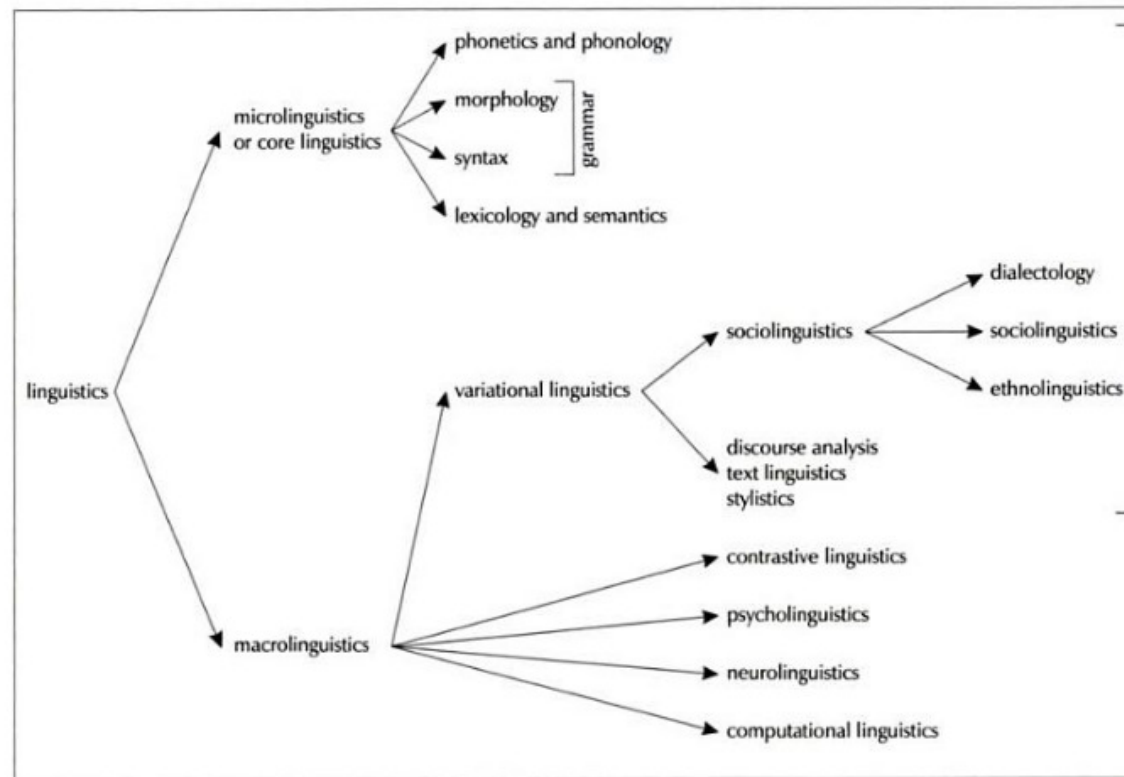 phonetics and phonology
morphology
grammar
microlinguistics
or core linguistics
syntax
lexicology and semantics
dialectology
sociolinguistics
sociolinguistics
linguistics
variational linguistics
ethnolinguistics
discourse analysis
text linguistics
stylistics
contrastive linguistics
psycholinguistics
macrolinguistics
neurolinguistics
computational linguistics